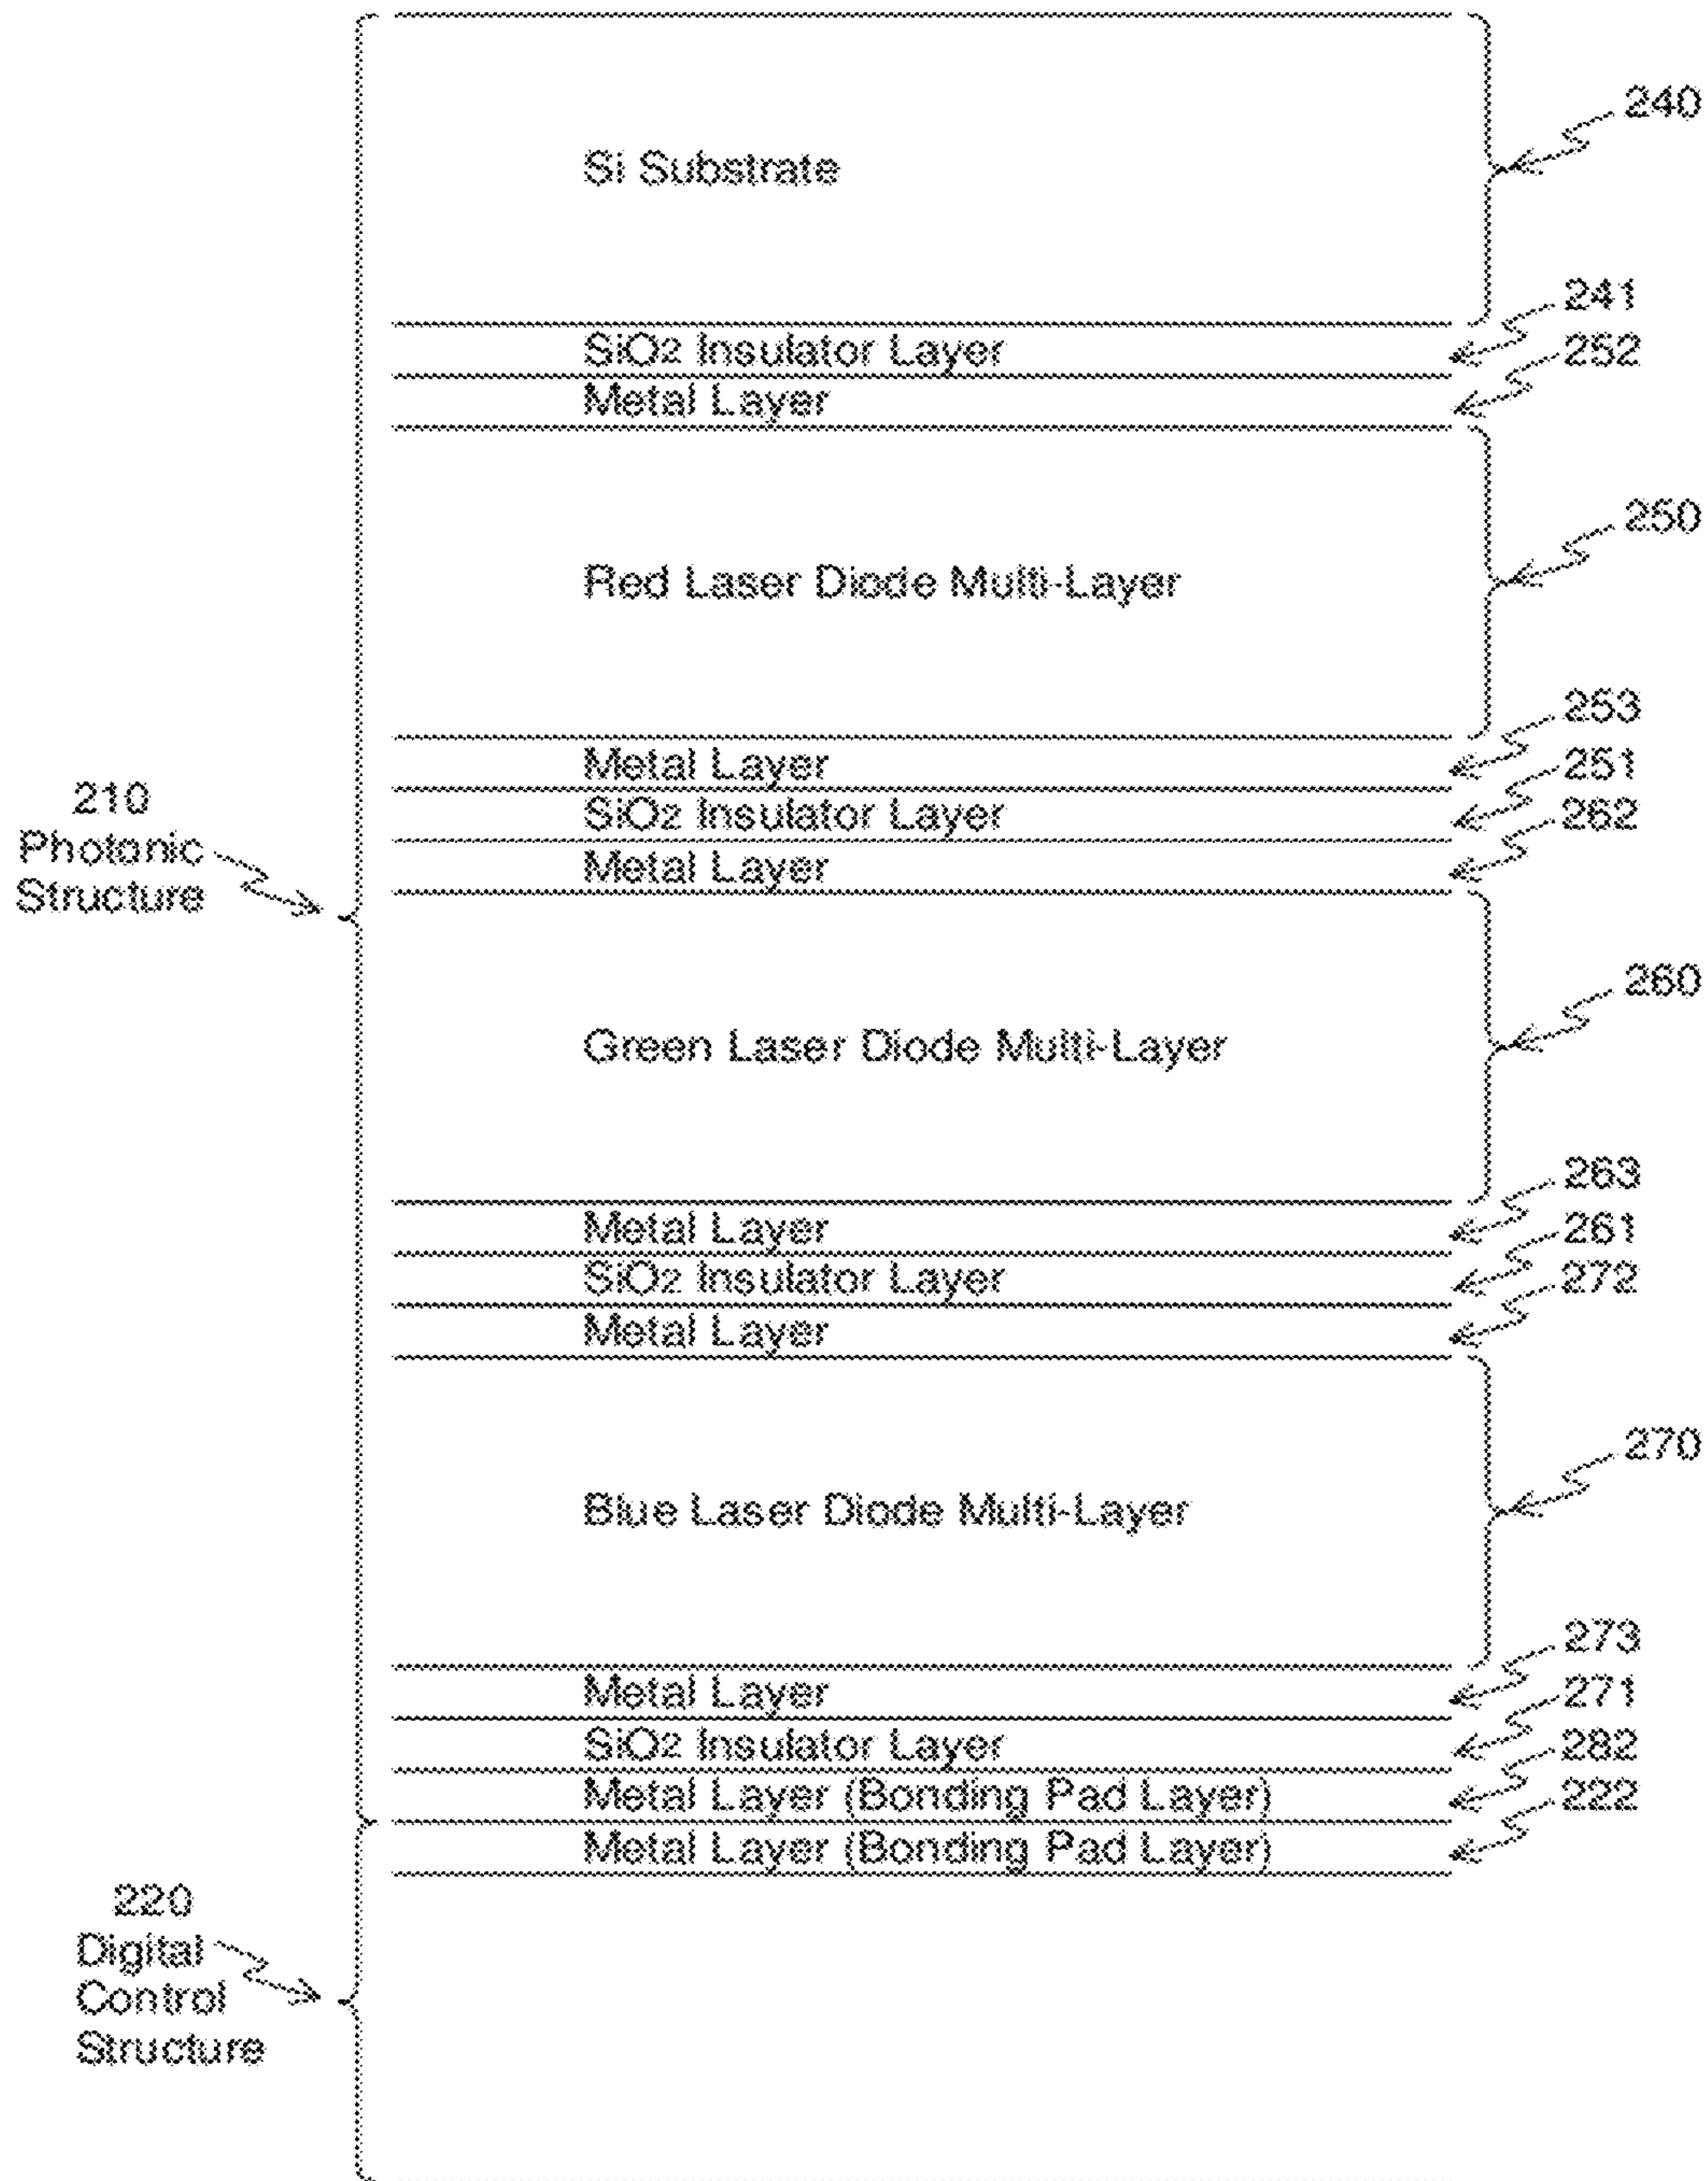 240
Si Substrate
241
SiO2 Insulator Layer
252
Metal Layer
250
Red Laser Diode Multi-Layer
253
Metal Layer
251
SiO2 Insulator Layer
262
Metal Layer
210
Photonic
Structure
260
Green Laser Diode Multi-Layer
263
Metal Layer
261
SiO2 Insulator Layer
272
Metal Layer
270
Blue Laser Diode Multi-Layer
273
Metal Layer
271
SiO2 Insulator Layer
282
Metal Layer (Bonding Pad Layer)
222
Metal Layer (Bonding Pad Layer)
220
Digital
Control
Structure